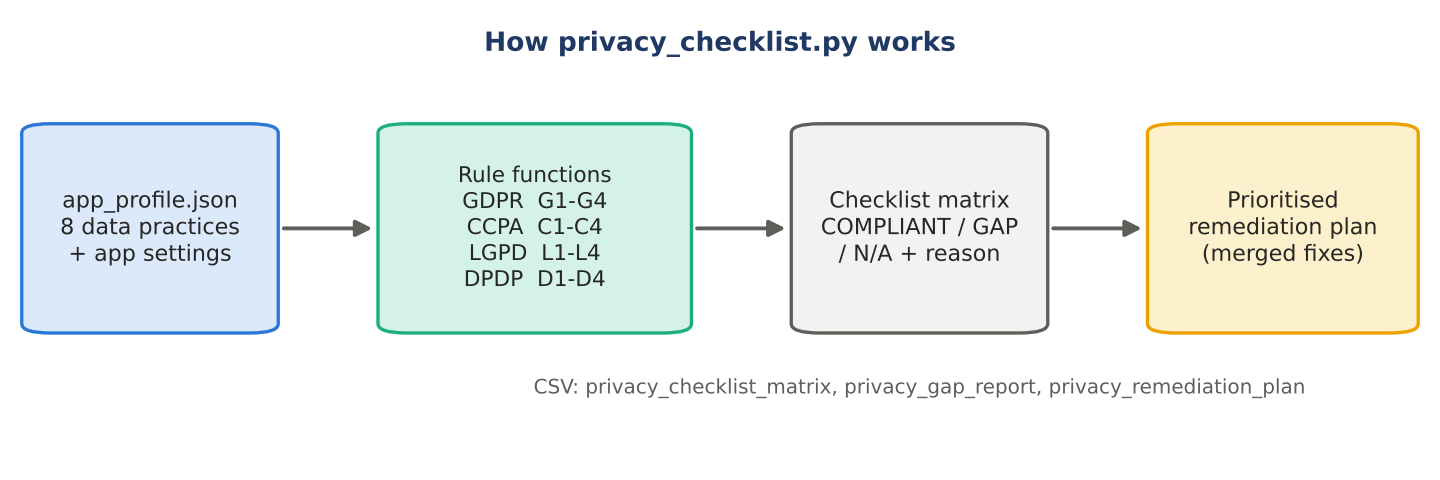 How privacy_checklist.py works
app_profile.json
8 data practices
+ app settings
Rule functions
GDPR  G1-G4
CCPA  C1-C4
LGPD  L1-L4
DPDP  D1-D4
Checklist matrix
COMPLIANT / GAP
/ N/A + reason
Prioritised
remediation plan
(merged fixes)
CSV: privacy_checklist_matrix, privacy_gap_report, privacy_remediation_plan